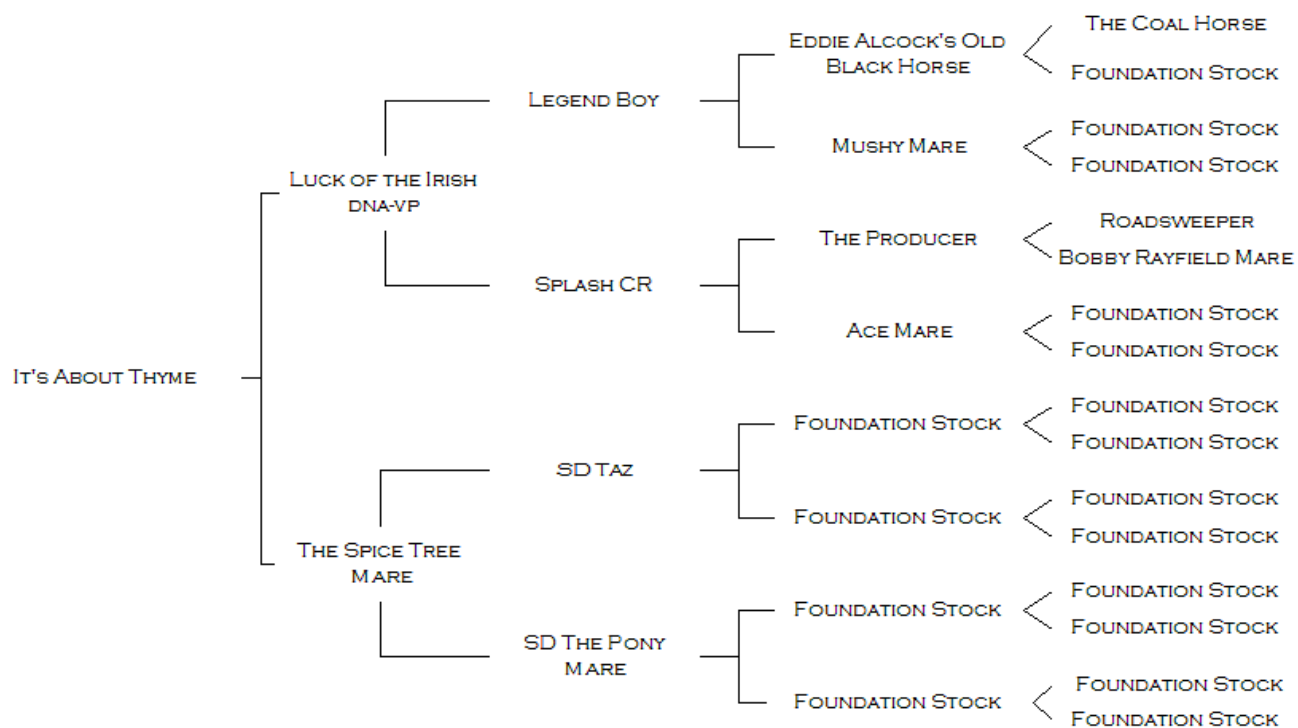 The Coal Horse
Eddie Alcock's Old
Black Horse
Foundation Stock
Legend Boy
Foundation Stock
Mushy Mare
Foundation Stock
Luck of the Irish
DNA-VP
Roadsweeper
The Producer
Bobby Rayfield Mare
Splash CR
Foundation Stock
Ace Mare
Foundation Stock
It's About Thyme
Foundation Stock
Foundation Stock
Foundation Stock
SD Taz
Foundation Stock
Foundation Stock
Foundation Stock
The Spice Tree
Mare
Foundation Stock
Foundation Stock
Foundation Stock
SD The Pony
Mare
Foundation Stock
Foundation Stock
Foundation Stock